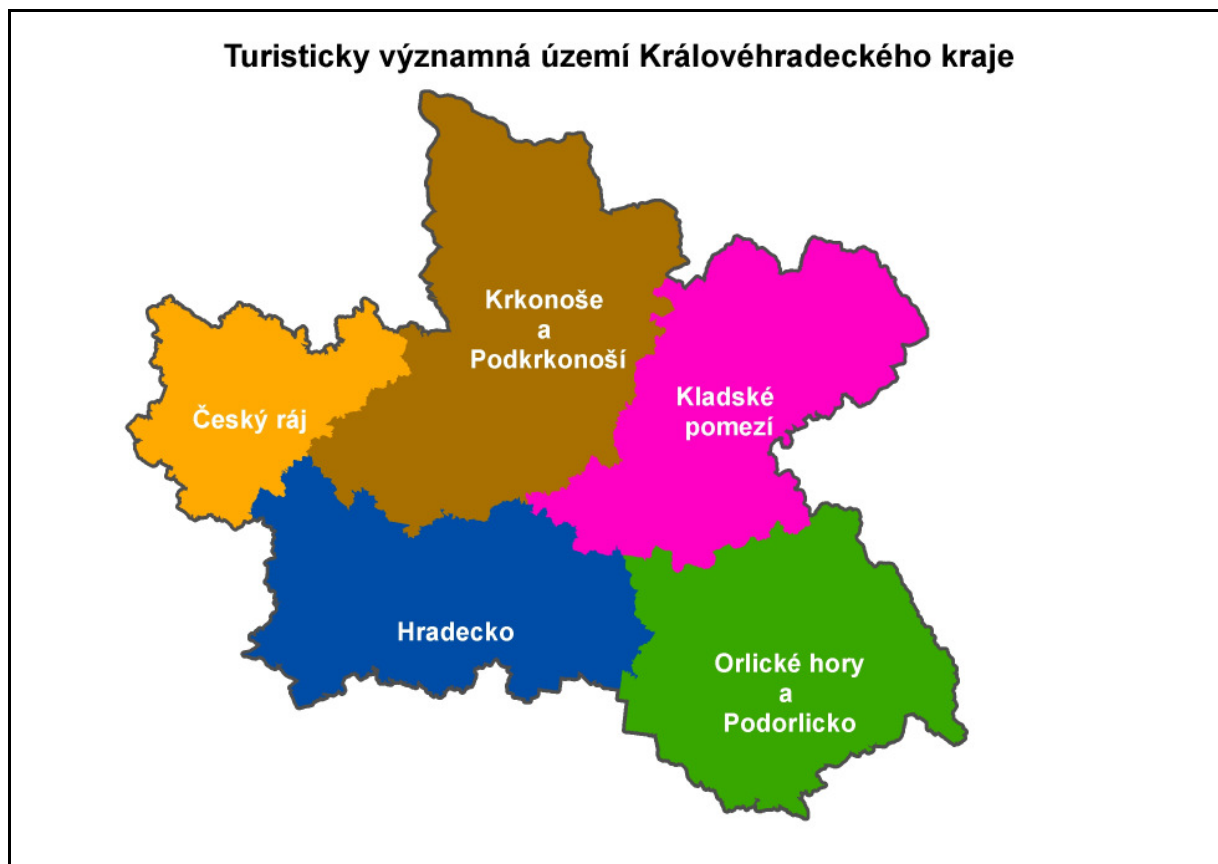 Turisticky významná území Královéhradeckého kraje
Krkonoše
a
Podkrkonoší
Český ráj
Kladské
pomezí
Hradecko
Orlické hory
a
Podorlicko